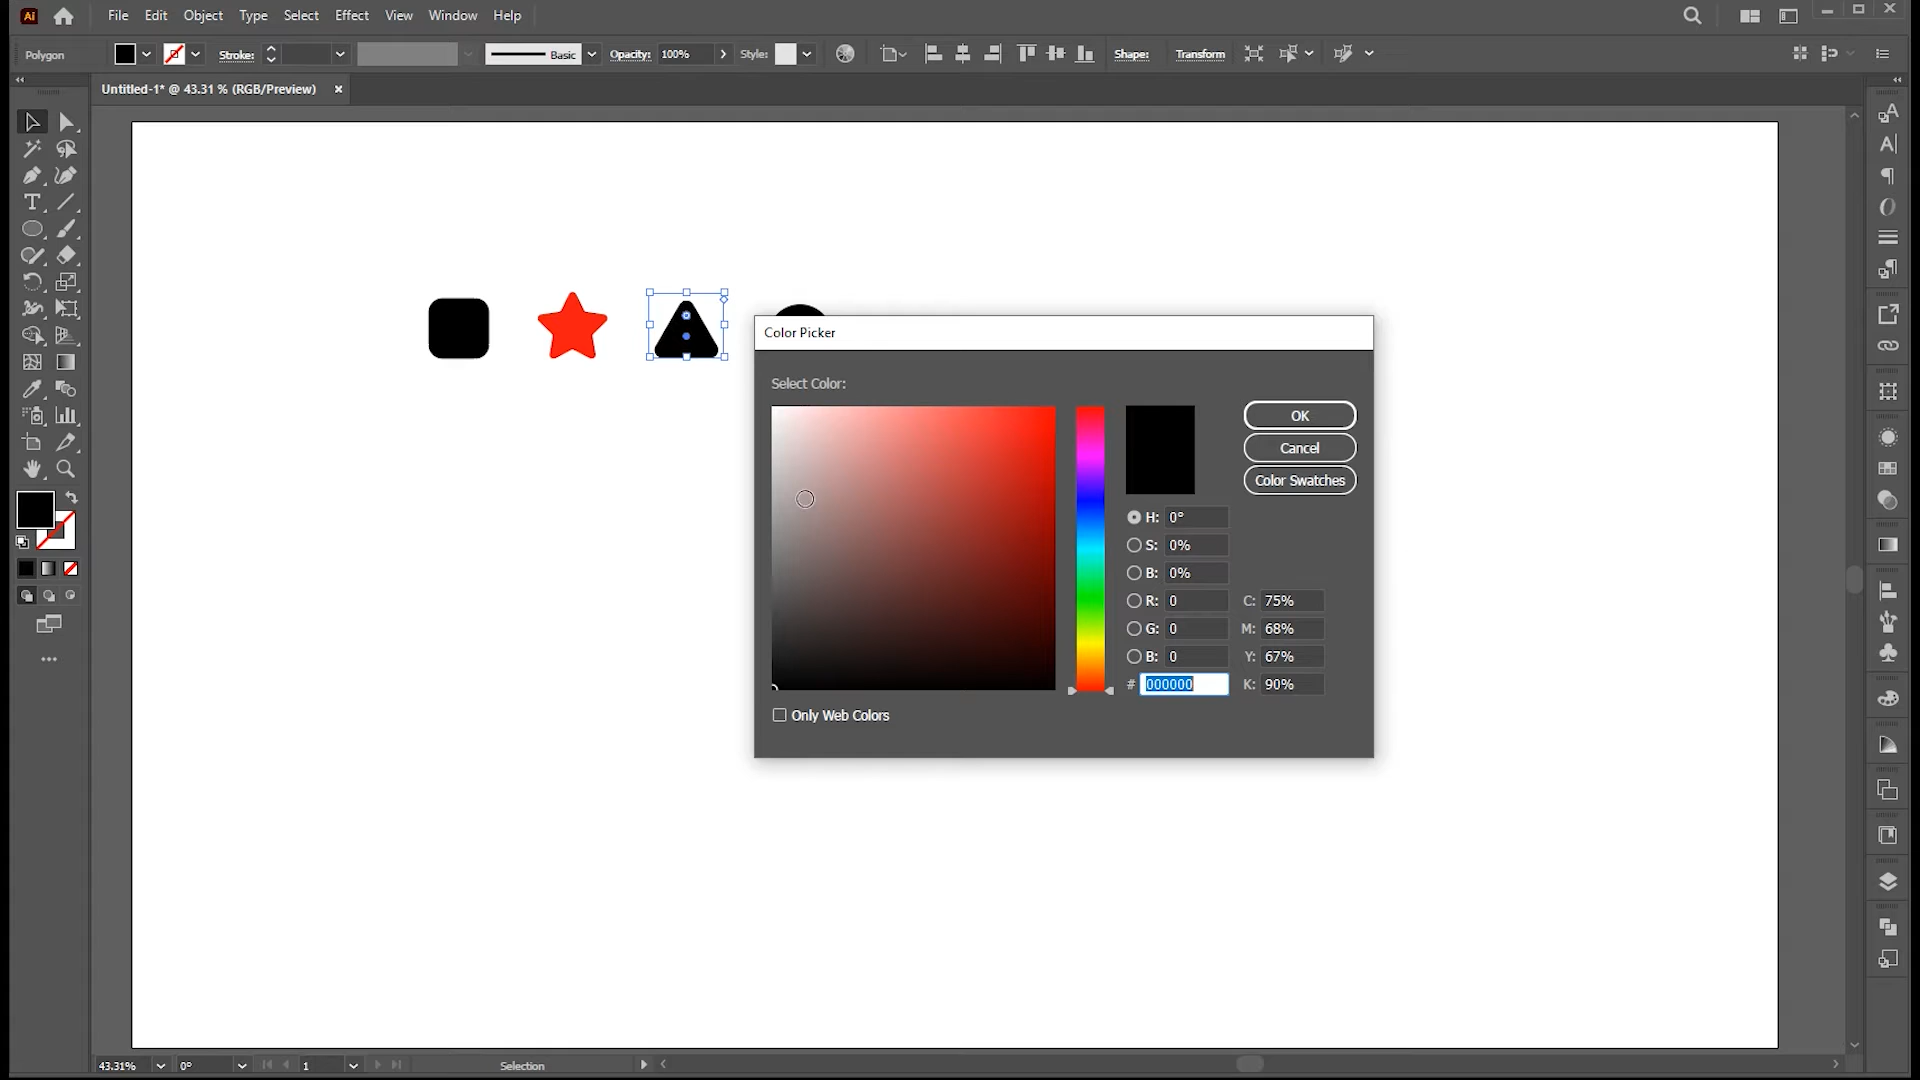 Ai File Edit Object Type Select Effect View Window Help
Polygon Stroke: Basic Opacity: 100% Style: Shape: Transform
Untitled-1* @ 43.31 % (RGB/Preview)
Color Picker
Select Color:
OK
Cancel
Color Swatches
H: 0°
S: 0%
B: 0%
R: 0 C: 75%
G: 0 M: 68%
B: 0 Y: 67%
# 000000 K: 90%
Only Web Colors
43.31% 0° 1 Selection